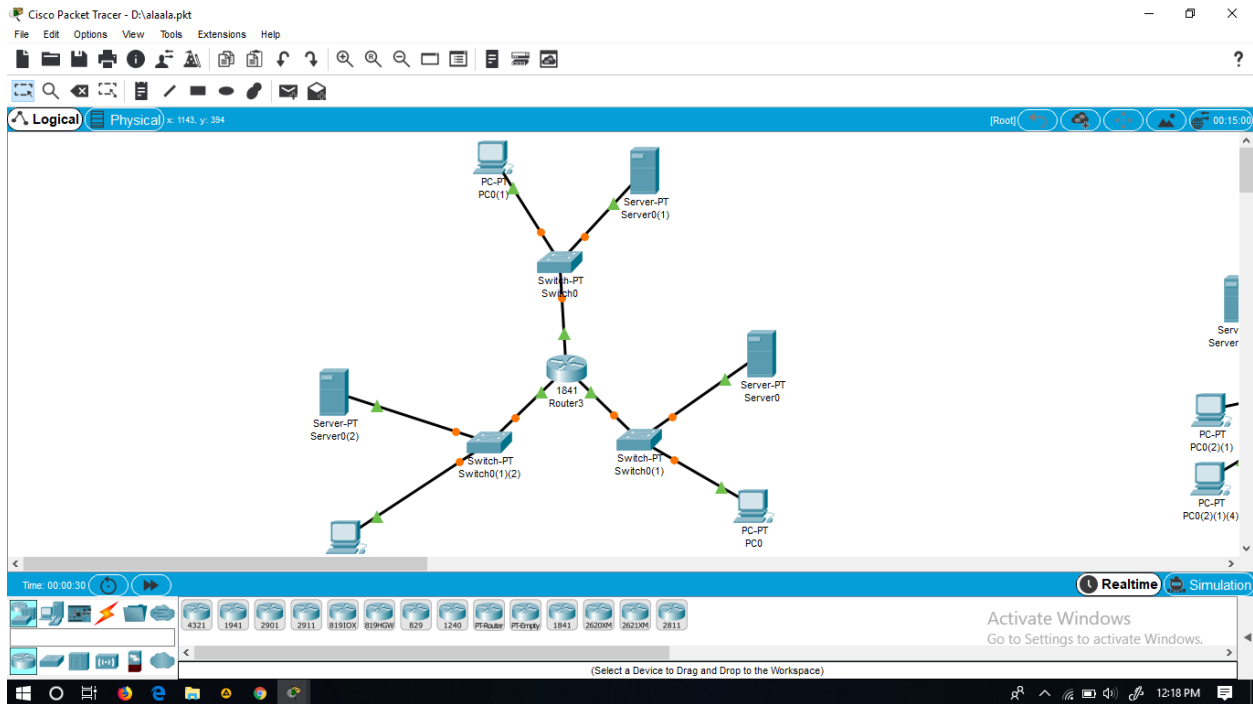 Cisco Packet Tracer - D:\alaala.pkt
File Edit Options View Tools Extensions Help
?
Logical Physical x: 1143, y: 394 [Root] 00:15:00
PC-PT
PC0(1)
Server-PT
Server0(1)
Switch-PT
Switch0
1841
Router3
Server-PT
Server0
Server-PT
Server0(2)
Switch-PT
Switch0(1)(2)
Switch-PT
Switch0(1)
PC-PT
PC0
Serv
Server
PC-PT
PC0(2)(1)
PC-PT
PC0(2)(1)(4)
Time: 00:00:30 Realtime Simulation
4321 1941 2901 2911 819IOX 819HGW 829 1240 PT-Router PT-Empty 1841 2620XM 2621XM 2811
Activate Windows
Go to Settings to activate Windows.
(Select a Device to Drag and Drop to the Workspace)
12:18 PM